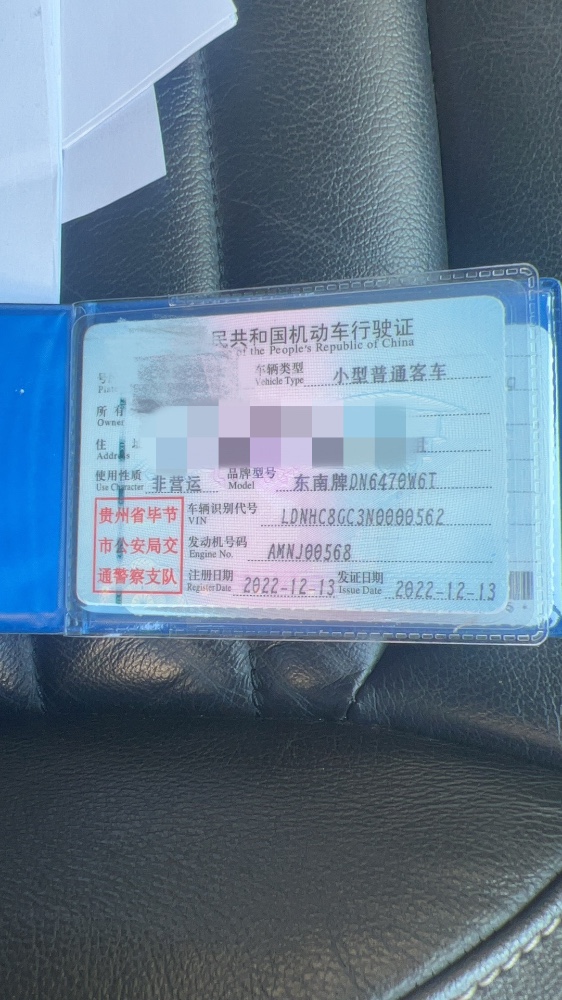 民共和国机动车行驶证
of the People's Republic of China
号
车辆类型 小型普通客车
Vehicle Type
所有
Owner
住
Address
使用性质 非营运 品牌型号 东南牌DN6470W6T
Use Character Model
贵州省毕节
市公安局交
通警察支队
车辆识别代号 LDNHC8GC3N0000562
VIN
发动机号码 AMNJ00568
Engine No.
注册日期 2022-12-13 发证日期 2022-12-13
Register Date Issue Date